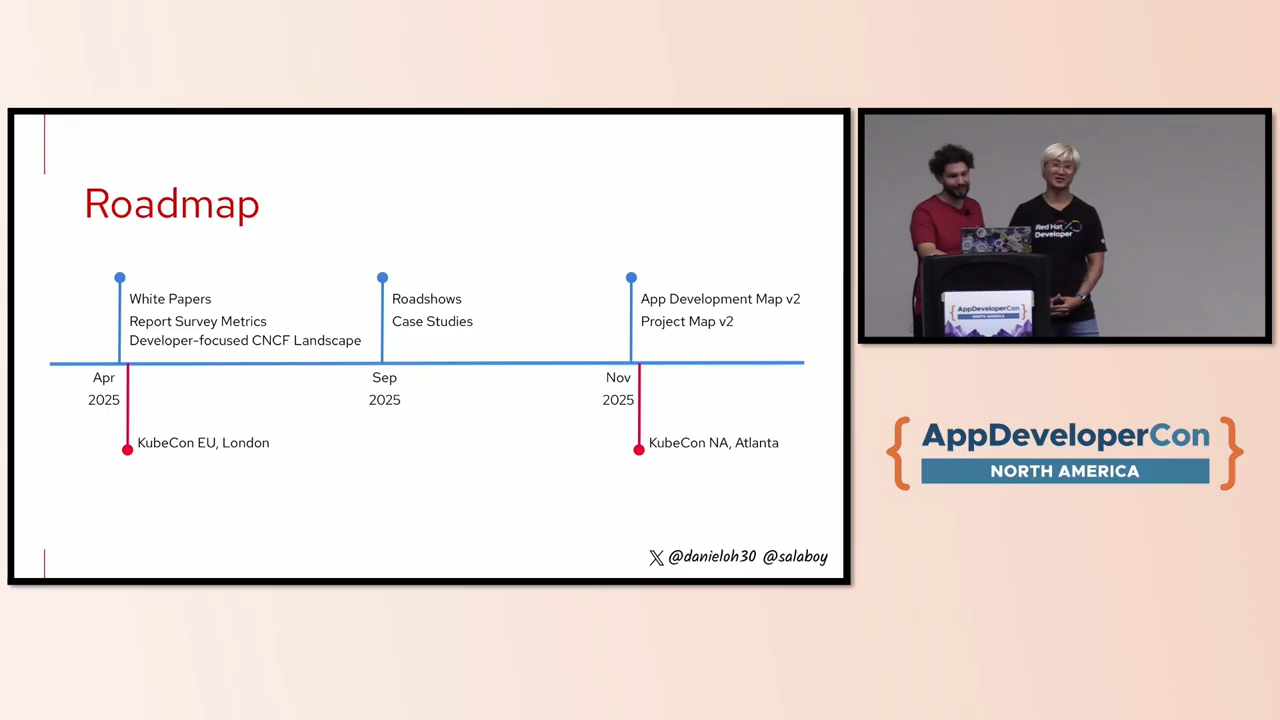 Roadmap
White Papers
Report Survey Metrics
Developer-focused CNCF Landscape
Roadshows
Case Studies
App Development Map v2
Project Map v2
Apr
2025
Sep
2025
Nov
2025
KubeCon EU, London
KubeCon NA, Atlanta
X @danieloh30 @salaboy
Red Hat
Developer
AppDeveloperCon
NORTH AMERICA
{ AppDeveloperCon }
NORTH AMERICA